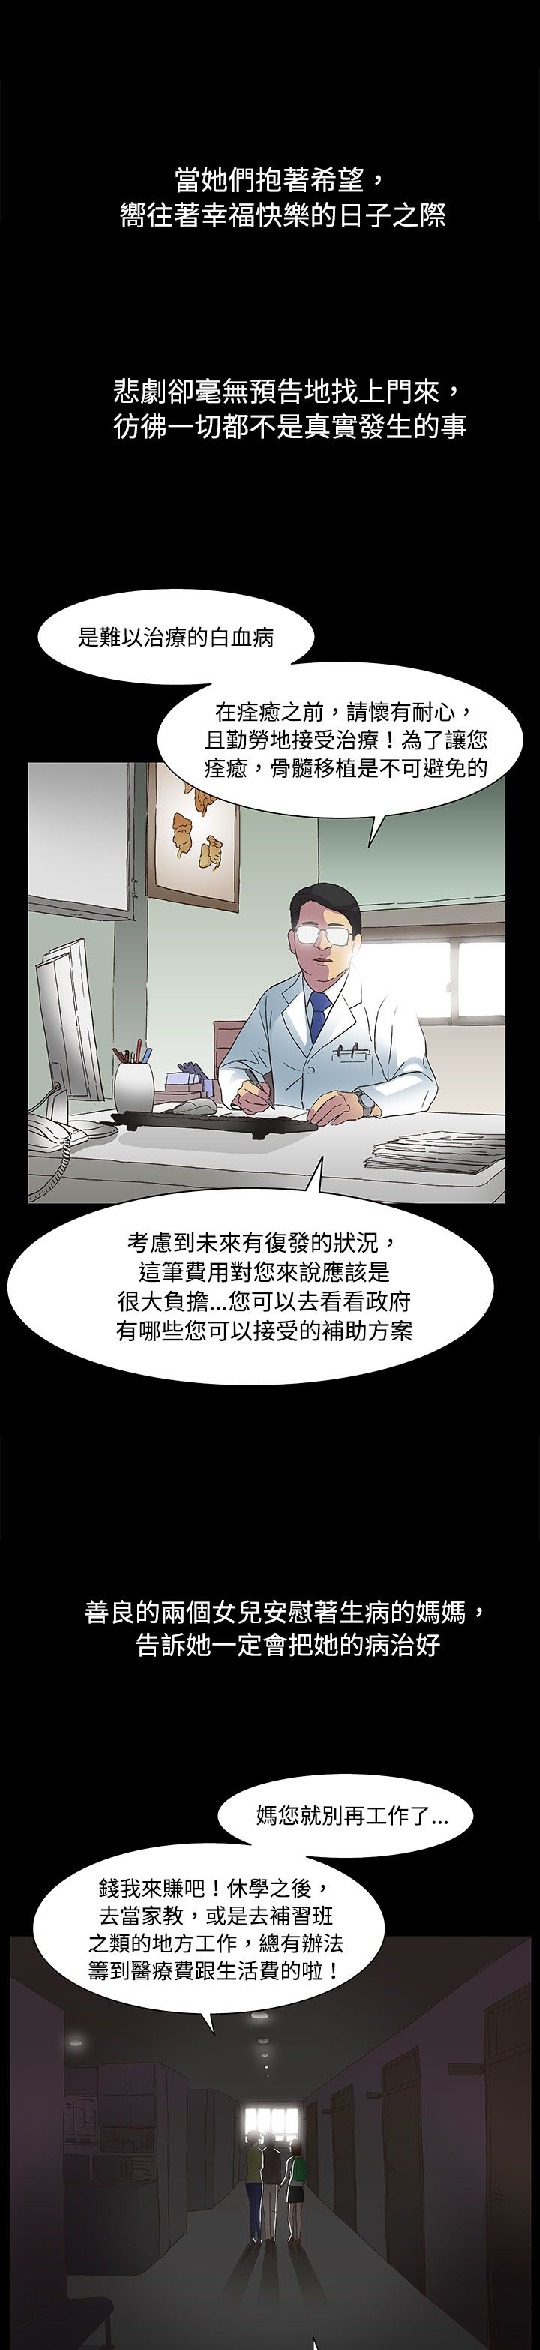 當她們抱著希望，
嚮往著幸福快樂的日子之際
悲劇卻毫無預告地找上門來，
彷彿一切都不是真實發生的事
是難以治療的白血病
在痊癒之前，請懷有耐心，
且勤勞地接受治療！為了讓您
痊癒，骨髓移植是不可避免的
考慮到未來有復發的狀況，
這筆費用對您來說應該是
很大負擔...您可以去看看政府
有哪些您可以接受的補助方案
善良的兩個女兒安慰著生病的媽媽，
告訴她一定會把她的病治好
媽您就別再工作了...
錢我來賺吧！休學之後，
去當家教，或是去補習班
之類的地方工作，總有辦法
籌到醫療費跟生活費的啦！